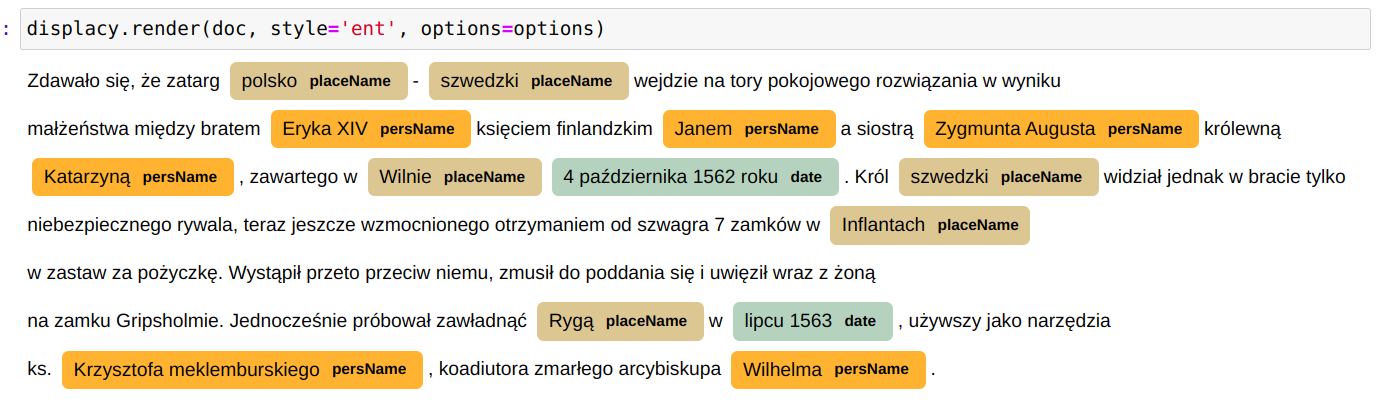 : displacy.render(doc, style='ent', options=options)
Zdawało się, że zatarg polsko placeName - szwedzki placeName wejdzie na tory pokojowego rozwiązania w wyniku
małżeństwa między bratem Eryka XIV persName księciem finlandzkim Janem persName a siostrą Zygmunta Augusta persName królewną
Katarzyną persName , zawartego w Wilnie placeName 4 października 1562 roku date . Król szwedzki placeName widział jednak w bracie tylko
niebezpiecznego rywala, teraz jeszcze wzmocnionego otrzymaniem od szwagra 7 zamków w Inflantach placeName
w zastaw za pożyczkę. Wystąpił przeto przeciw niemu, zmusił do poddania się i uwięził wraz z żoną
na zamku Gripsholmie. Jednocześnie próbował zawładnąć Rygą placeName w lipcu 1563 date , używszy jako narzędzia
ks. Krzysztofa meklemburskiego persName , koadiutora zmarłego arcybiskupa Wilhelma persName .